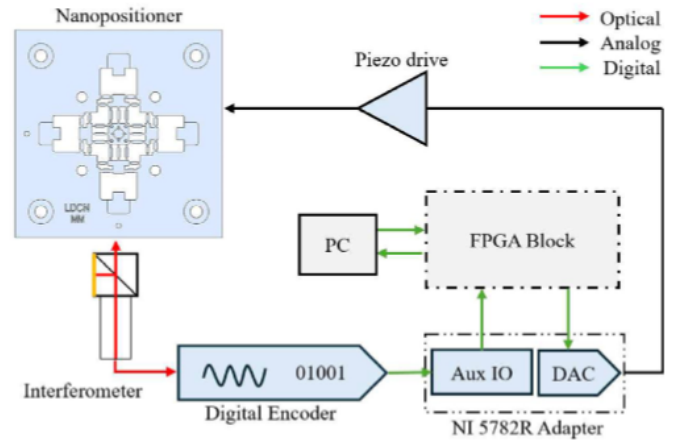 Nanopositioner
Optical
Analog
Digital
Piezo drive
LDCN
MM
PC
FPGA Block
01001
Aux IO
DAC
Interferometer
Digital Encoder
NI 5782R Adapter